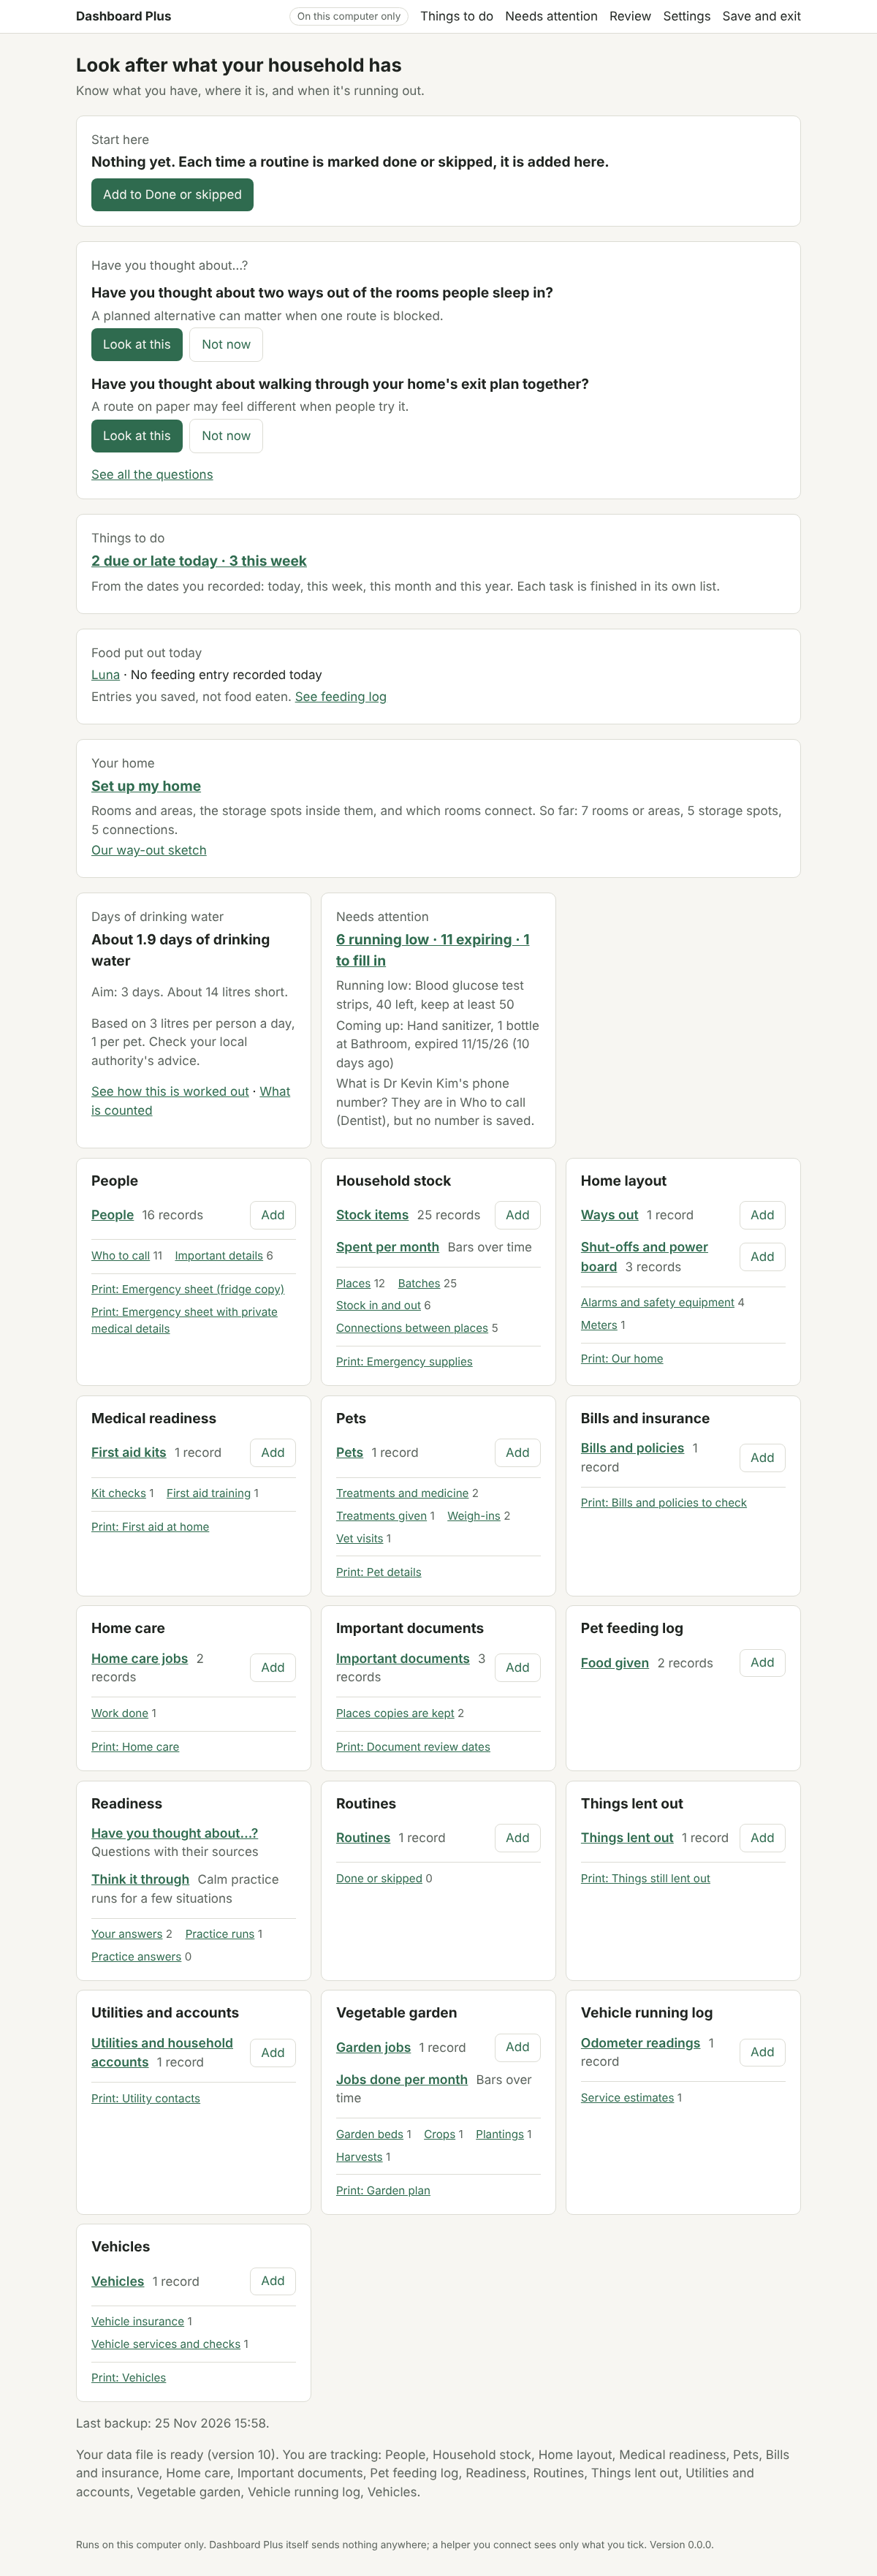 Dashboard Plus
On this computer only
Things to do
Needs attention
Review
Settings
Save and exit
Look after what your household has
Know what you have, where it is, and when it's running out.
Start here
Nothing yet. Each time a routine is marked done or skipped, it is added here.
Add to Done or skipped
Have you thought about...?
Have you thought about two ways out of the rooms people sleep in?
A planned alternative can matter when one route is blocked.
Look at this
Not now
Have you thought about walking through your home's exit plan together?
A route on paper may feel different when people try it.
Look at this
Not now
See all the questions
Things to do
2 due or late today · 3 this week
From the dates you recorded: today, this week, this month and this year. Each task is finished in its own list.
Food put out today
Luna · No feeding entry recorded today
Entries you saved, not food eaten. See feeding log
Your home
Set up my home
Rooms and areas, the storage spots inside them, and which rooms connect. So far: 7 rooms or areas, 5 storage spots,
5 connections.
Our way-out sketch
Days of drinking water
About 1.9 days of drinking
water
Aim: 3 days. About 14 litres short.
Based on 3 litres per person a day,
1 per pet. Check your local
authority's advice.
See how this is worked out · What
is counted
Needs attention
6 running low · 11 expiring · 1
to fill in
Running low: Blood glucose test
strips, 40 left, keep at least 50
Coming up: Hand sanitizer, 1 bottle
at Bathroom, expired 11/15/26 (10
days ago)
What is Dr Kevin Kim's phone
number? They are in Who to call
(Dentist), but no number is saved.
People
People 16 records
Add
Who to call 11 Important details 6
Print: Emergency sheet (fridge copy)
Print: Emergency sheet with private
medical details
Household stock
Stock items 25 records
Add
Spent per month Bars over time
Places 12 Batches 25
Stock in and out 6
Connections between places 5
Print: Emergency supplies
Home layout
Ways out 1 record
Add
Shut-offs and power
board 3 records
Add
Alarms and safety equipment 4
Meters 1
Print: Our home
Medical readiness
First aid kits 1 record
Add
Kit checks 1 First aid training 1
Print: First aid at home
Pets
Pets 1 record
Add
Treatments and medicine 2
Treatments given 1 Weigh-ins 2
Vet visits 1
Print: Pet details
Bills and insurance
Bills and policies 1
record
Add
Print: Bills and policies to check
Home care
Home care jobs 2
records
Add
Work done 1
Print: Home care
Important documents
Important documents 3
records
Add
Places copies are kept 2
Print: Document review dates
Pet feeding log
Food given 2 records
Add
Readiness
Have you thought about...?
Questions with their sources
Think it through Calm practice
runs for a few situations
Your answers 2 Practice runs 1
Practice answers 0
Routines
Routines 1 record
Add
Done or skipped 0
Things lent out
Things lent out 1 record
Add
Print: Things still lent out
Utilities and accounts
Utilities and household
accounts 1 record
Add
Print: Utility contacts
Vegetable garden
Garden jobs 1 record
Add
Jobs done per month Bars over
time
Garden beds 1 Crops 1 Plantings 1
Harvests 1
Print: Garden plan
Vehicle running log
Odometer readings 1
record
Add
Service estimates 1
Vehicles
Vehicles 1 record
Add
Vehicle insurance 1
Vehicle services and checks 1
Print: Vehicles
Last backup: 25 Nov 2026 15:58.
Your data file is ready (version 10). You are tracking: People, Household stock, Home layout, Medical readiness, Pets, Bills
and insurance, Home care, Important documents, Pet feeding log, Readiness, Routines, Things lent out, Utilities and
accounts, Vegetable garden, Vehicle running log, Vehicles.
Runs on this computer only. Dashboard Plus itself sends nothing anywhere; a helper you connect sees only what you tick. Version 0.0.0.